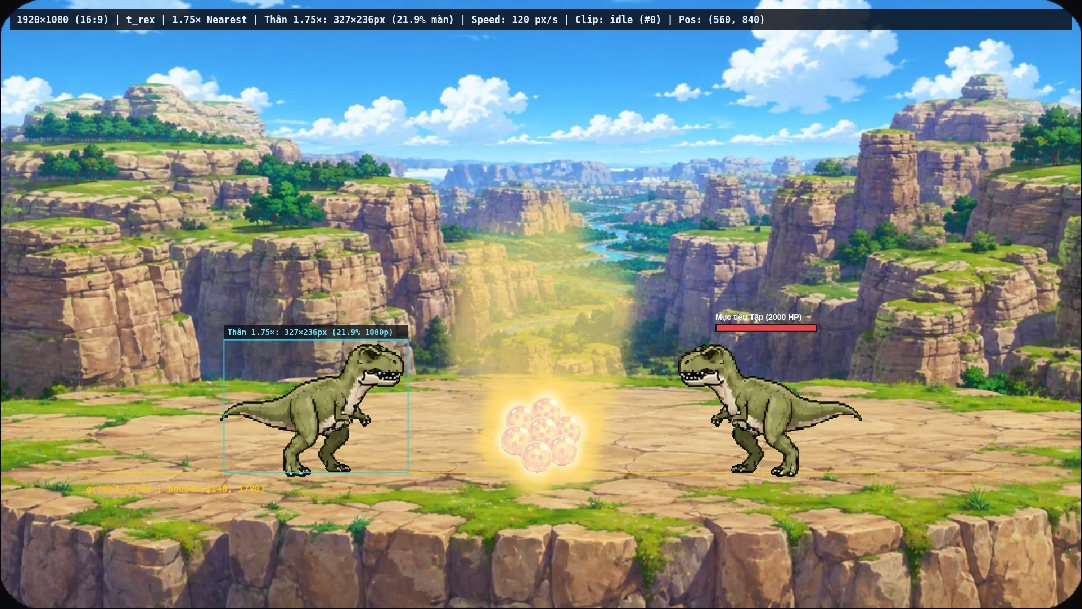 1920×1080 (16:9) | t_rex | 1.75× Nearest | Thân 1.75×: 327×236px (21.9% màn) | Speed: 120 px/s | Clip: idle (#0) | Pos: (560, 840)
Mục tiêu Tập (2000 HP)
Thân 1.75×: 327×236px (21.9% 1080p)